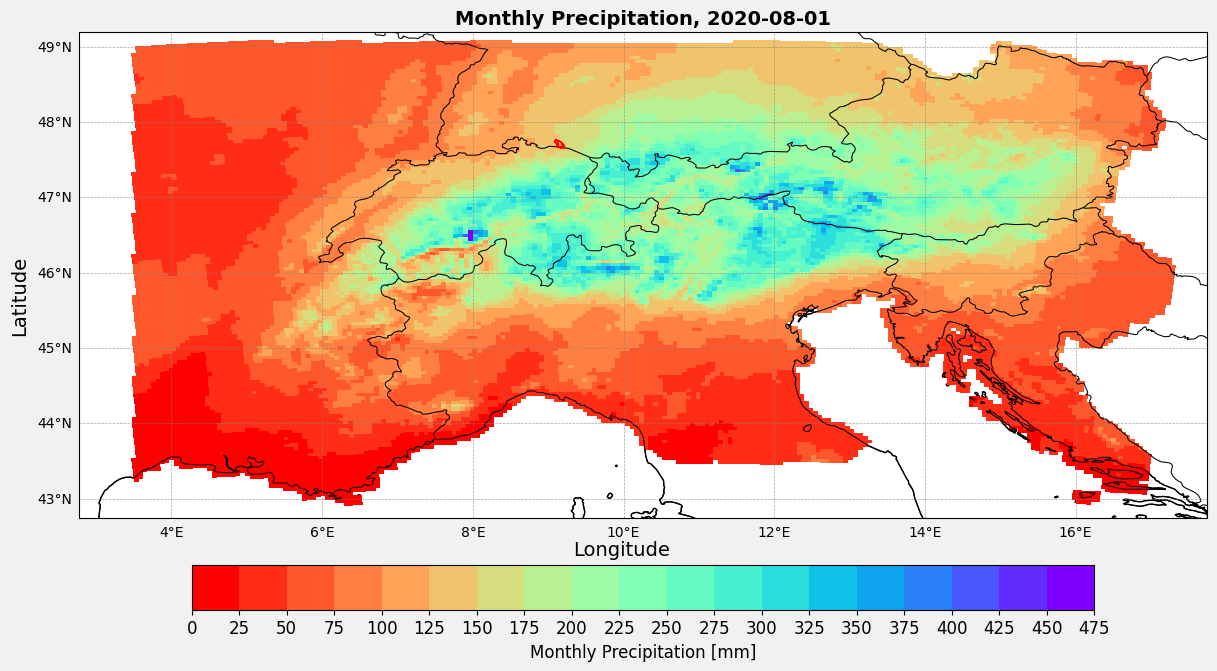 Monthly Precipitation, 2020-08-01
49°N
48°N
47°N
46°N
45°N
44°N
43°N
Latitude
4°E 6°E 8°E 10°E 12°E 14°E 16°E
Longitude
0 25 50 75 100 125 150 175 200 225 250 275 300 325 350 375 400 425 450 475
Monthly Precipitation [mm]